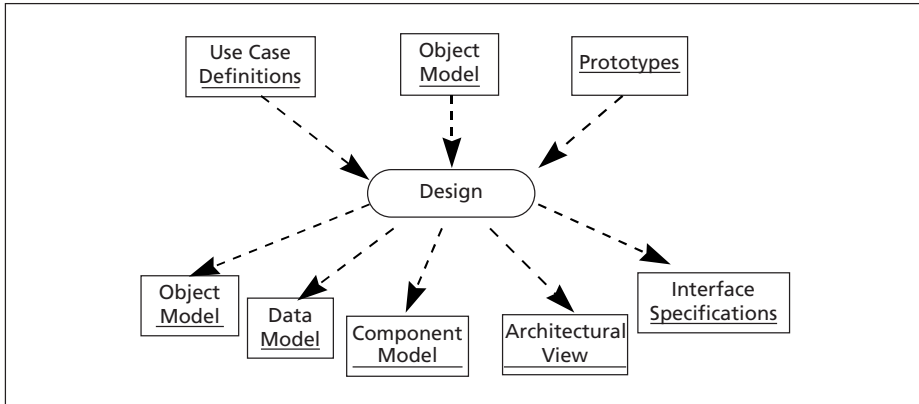 Use Case
Definitions
Object
Model
Prototypes
Design
Object
Model
Data
Model
Component
Model
Architectural
View
Interface
Specifications